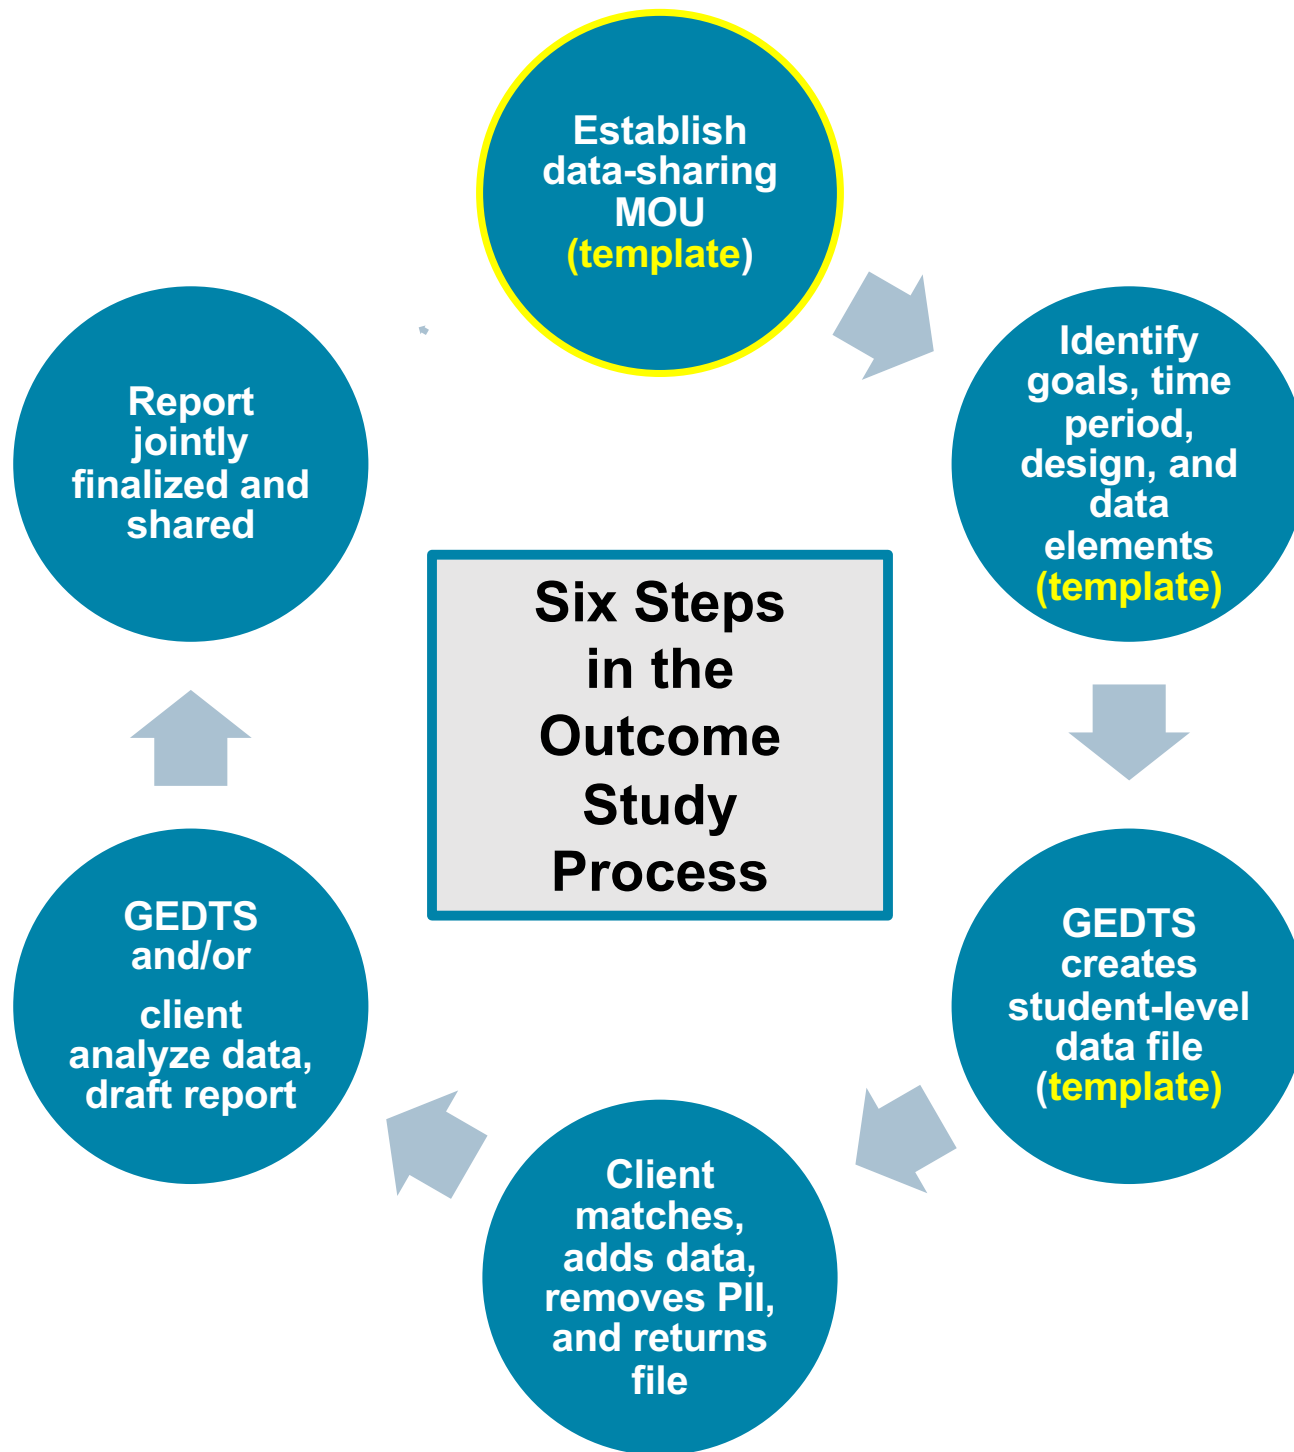 Establish
data-sharing
MOU
(template)
Identify
goals, time
period,
design, and
data
elements
(template)
GEDTS
creates
student-level
data file
(template)
Client
matches,
adds data,
removes PII,
and returns
file
GEDTS
and/or
client
analyze data,
draft report
Report
jointly
finalized and
shared
Six Steps
in the
Outcome
Study
Process